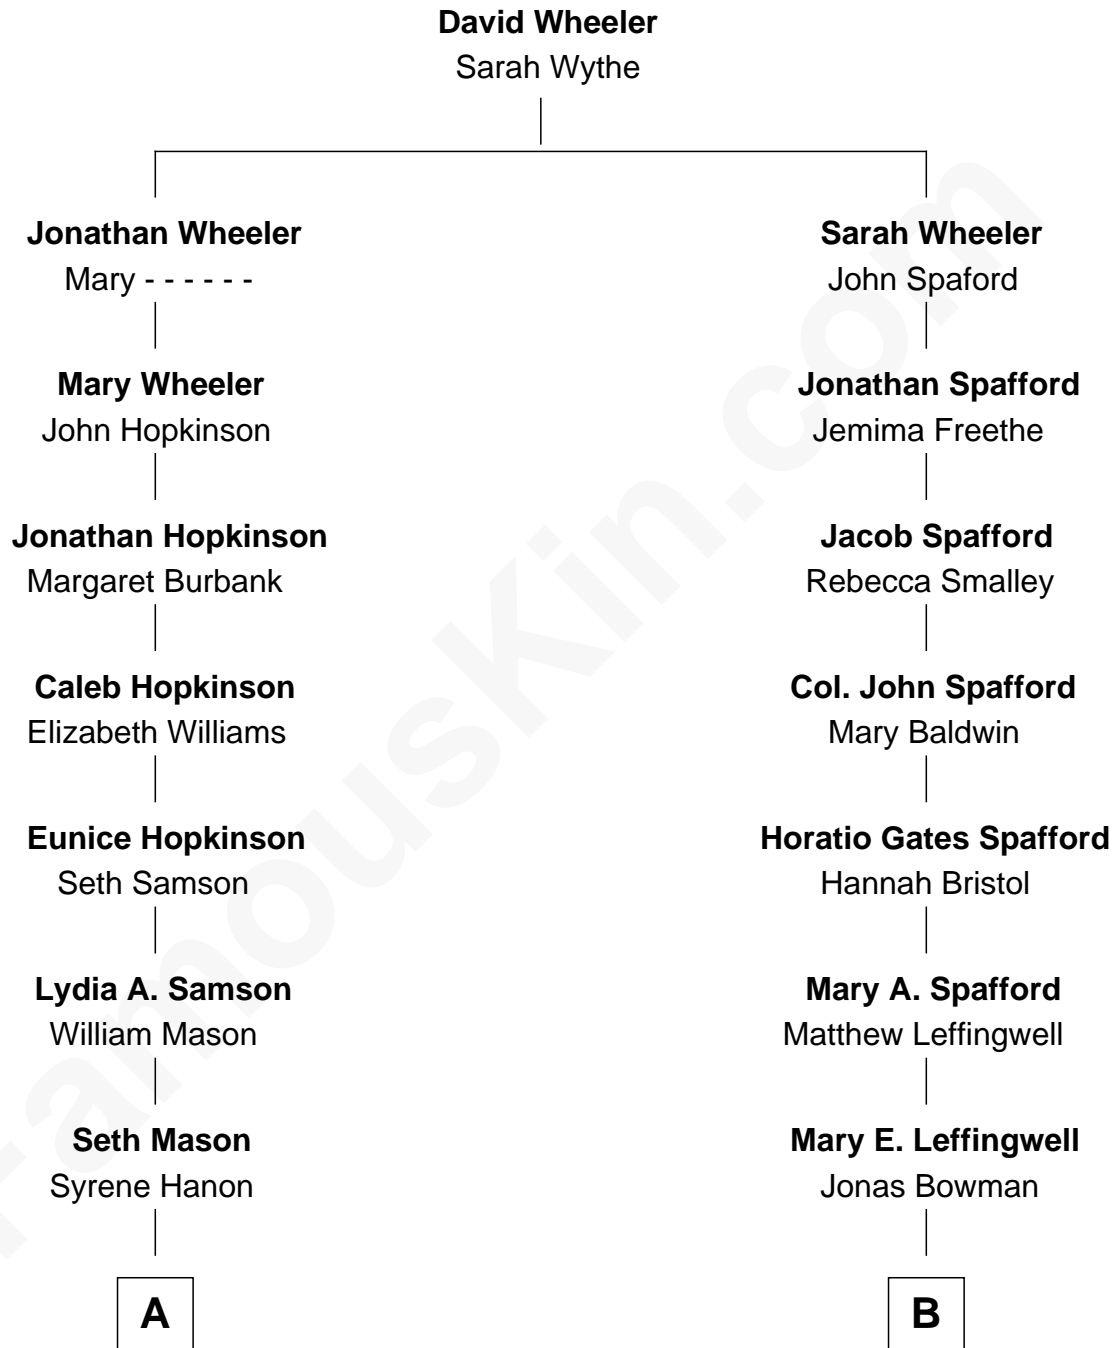 David Wheeler
Sarah Wythe
Jonathan Wheeler
Mary - - - - - -
Sarah Wheeler
John Spaford
Mary Wheeler
John Hopkinson
Jonathan Spafford
Jemima Freethe
Jonathan Hopkinson
Margaret Burbank
Jacob Spafford
Rebecca Smalley
Caleb Hopkinson
Elizabeth Williams
Col. John Spafford
Mary Baldwin
Eunice Hopkinson
Seth Samson
Horatio Gates Spafford
Hannah Bristol
Lydia A. Samson
William Mason
Mary A. Spafford
Matthew Leffingwell
Seth Mason
Syrene Hanon
Mary E. Leffingwell
Jonas Bowman
A
B
FamousKin.com